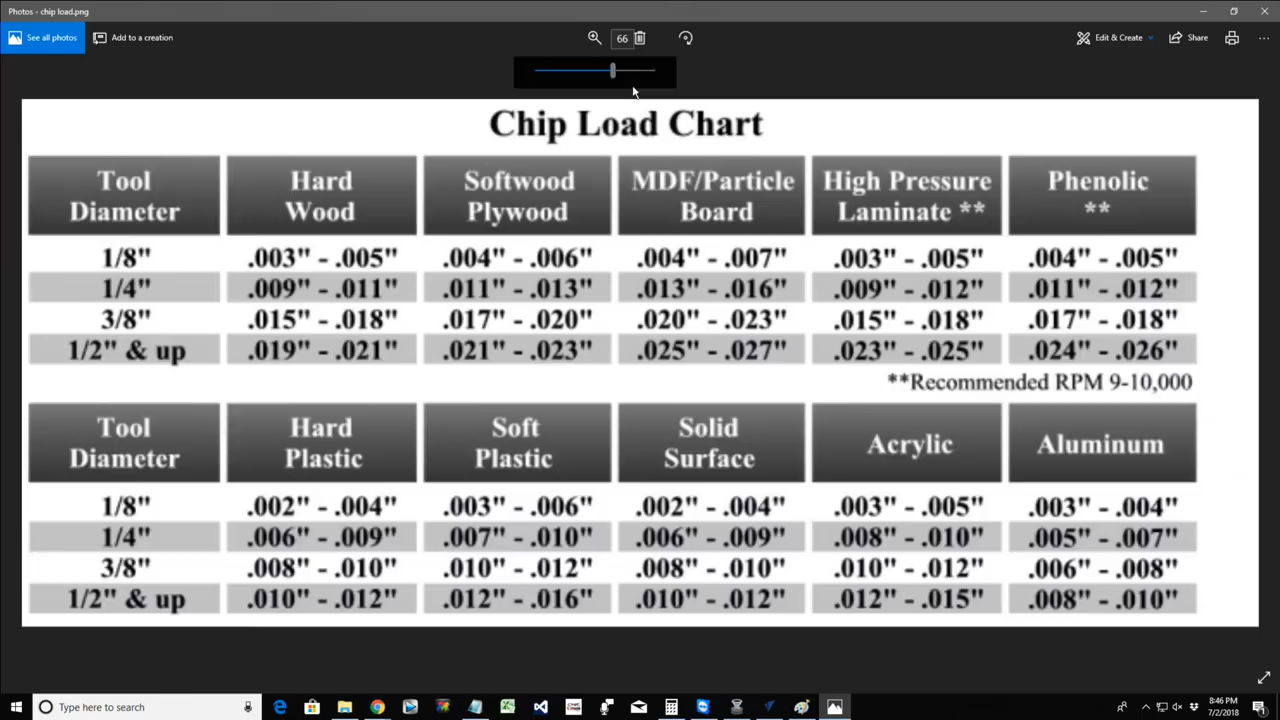 Photos - chip load.png
See all photos Add to a creation 66 Edit & Create Share
Chip Load Chart
Tool Diameter Hard Wood Softwood Plywood MDF/Particle Board High Pressure Laminate ** Phenolic **
1/8" .003" - .005" .004" - .006" .004" - .007" .003" - .005" .004" - .005"
1/4" .009" - .011" .011" - .013" .013" - .016" .009" - .012" .011" - .012"
3/8" .015" - .018" .017" - .020" .020" - .023" .015" - .018" .017" - .018"
1/2" & up .019" - .021" .021" - .023" .025" - .027" .023" - .025" .024" - .026"
**Recommended RPM 9-10,000
Tool Diameter Hard Plastic Soft Plastic Solid Surface Acrylic Aluminum
1/8" .002" - .004" .003" - .006" .002" - .004" .003" - .005" .003" - .004"
1/4" .006" - .009" .007" - .010" .006" - .009" .008" - .010" .005" - .007"
3/8" .008" - .010" .010" - .012" .008" - .010" .010" - .012" .006" - .008"
1/2" & up .010" - .012" .012" - .016" .010" - .012" .012" - .015" .008" - .010"
Type here to search
8:46 PM
7/2/2018